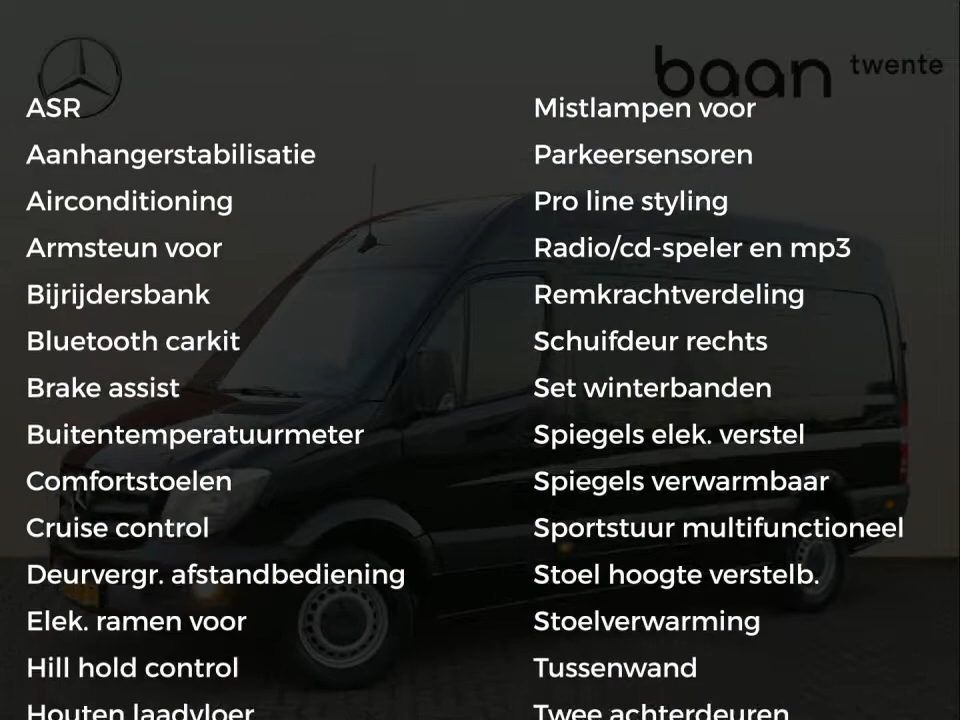 baan twente
ASR
Aanhangerstabilisatie
Airconditioning
Armsteun voor
Bijrijdersbank
Bluetooth carkit
Brake assist
Buitentemperatuurmeter
Comfortstoelen
Cruise control
Deurvergr. afstandbediening
Elek. ramen voor
Hill hold control
Houten laadvloer
Mistlampen voor
Parkeersensoren
Pro line styling
Radio/cd-speler en mp3
Remkrachtverdeling
Schuifdeur rechts
Set winterbanden
Spiegels elek. verstel
Spiegels verwarmbaar
Sportstuur multifunctioneel
Stoel hoogte verstelb.
Stoelverwarming
Tussenwand
Twee achterdeuren